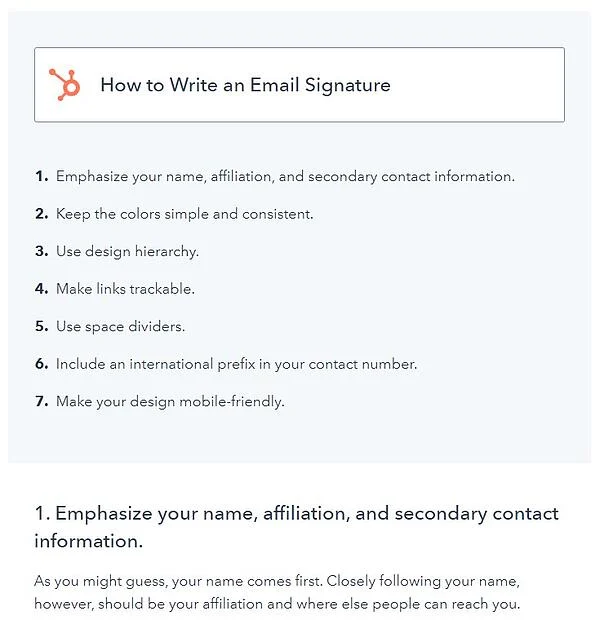 How to Write an Email Signature
1. Emphasize your name, affiliation, and secondary contact information.
2. Keep the colors simple and consistent.
3. Use design hierarchy.
4. Make links trackable.
5. Use space dividers.
6. Include an international prefix in your contact number.
7. Make your design mobile-friendly.
1. Emphasize your name, affiliation, and secondary contact
information.
As you might guess, your name comes first. Closely following your name,
however, should be your affiliation and where else people can reach you.